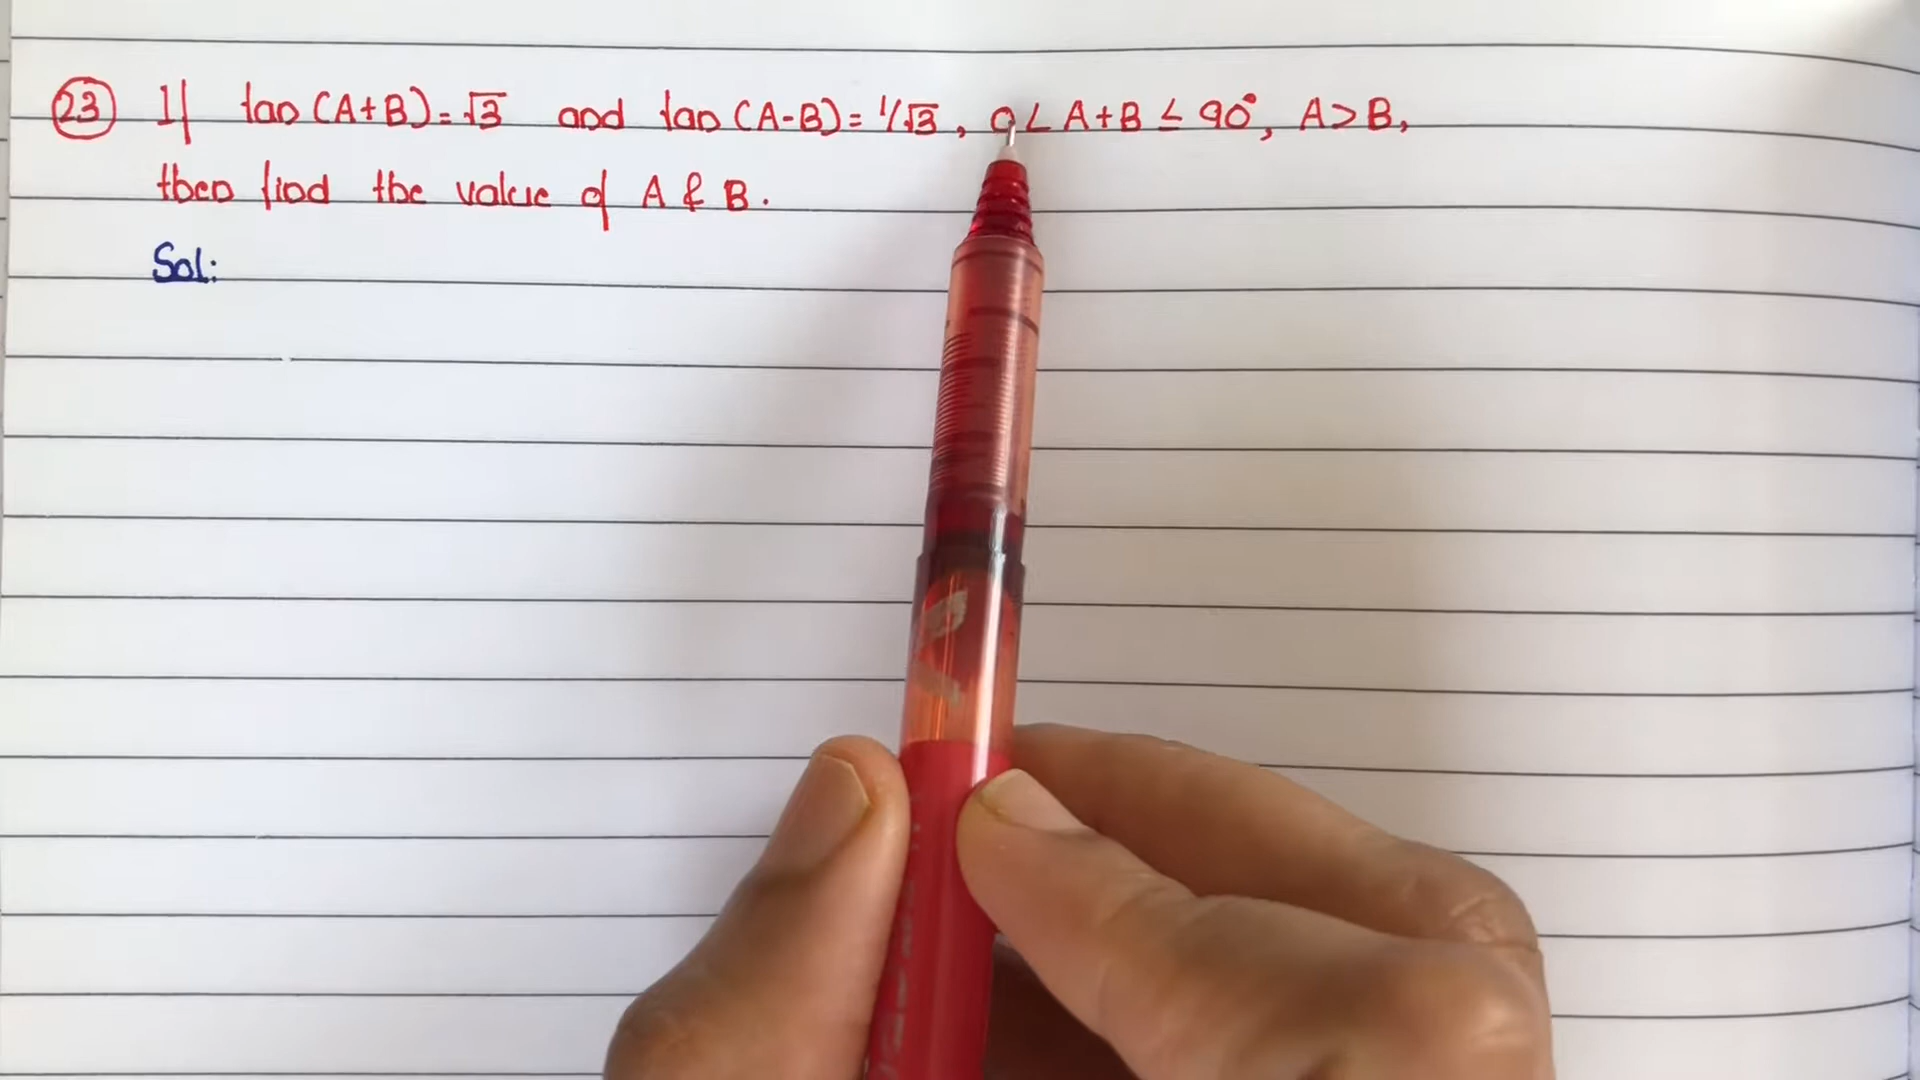 23 If tan (A+B) = √3 and tan (A-B) = 1/√3, 0 < A+B ≤ 90°, A > B,
then find the value of A & B.
Sol: